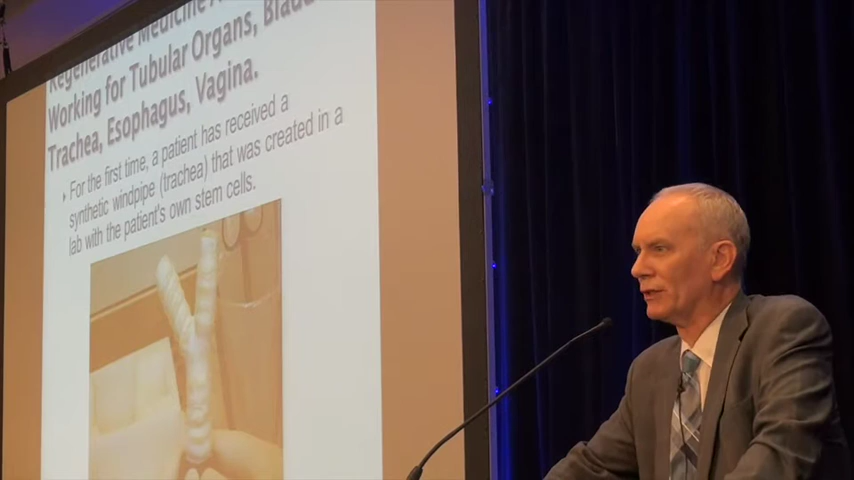 Regenerative Medicine
Working for Tubular Organs,
Trachea, Esophagus, Vagina.
For the first time, a patient has received a
synthetic windpipe (trachea) that was created in a
lab with the patient's own stem cells.